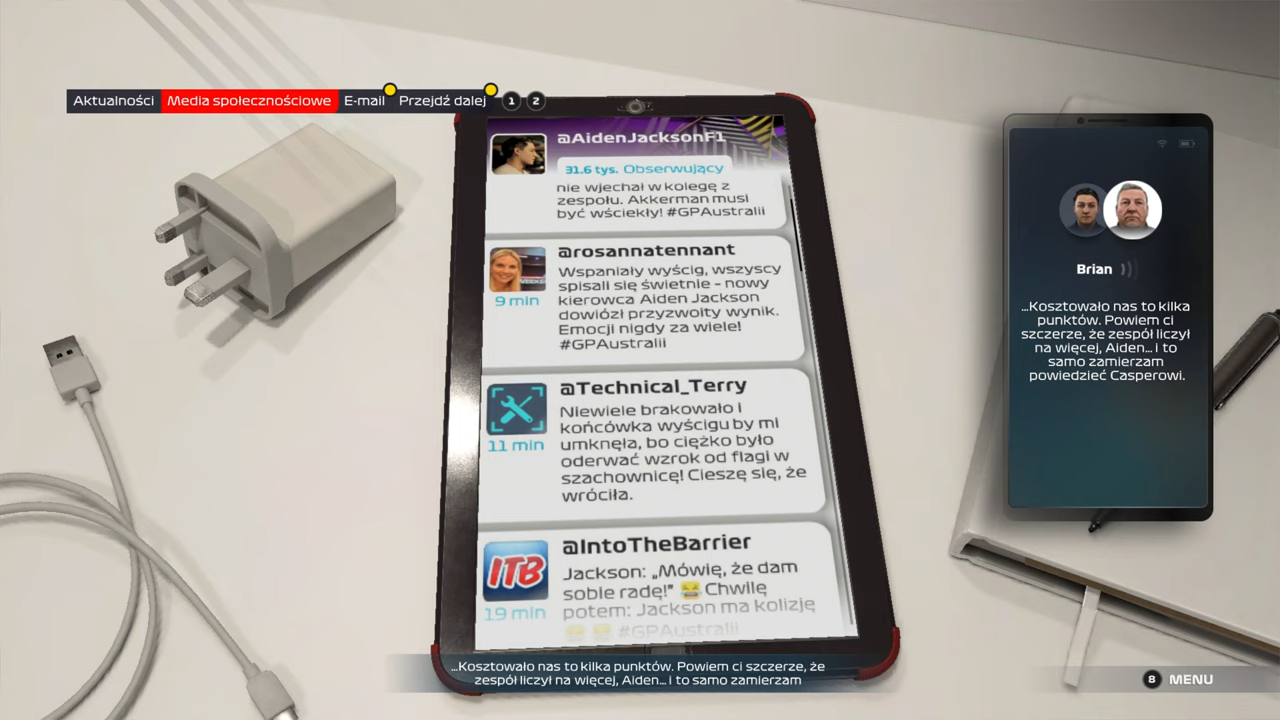 Aktualności Media społecznościowe E-mail Przejdź dalej 1 2
@AidenJacksonF1
31.6 tys. Obserwujący
nie wjechał w kolegę z
zespołu. Akkerman musi
być wściekły! #GPAustralii
@rosannatennant
9 min
Wspaniały wyścig, wszyscy
spisali się świetnie - nowy
kierowca Aiden Jackson
dowiózł przyzwoity wynik.
Emocji nigdy za wiele!
#GPAustralii
@Technical_Terry
11 min
Niewiele brakowało i
końcówka wyścigu by mi
umknęła, bo ciężko było
oderwać wzrok od flagi w
szachownicę! Cieszę się, że
wróciła.
@IntoTheBarrier
ITB
19 min
Jackson: „Mówię, że dam
sobie radę!” 😆 Chwilę
potem: Jackson ma kolizję
😆 😆 #GPAustralii
Brian
...Kosztowało nas to kilka
punktów. Powiem ci
szczerze, że zespół liczył
na więcej, Aiden... i to
samo zamierzam
powiedzieć Casperowi.
...Kosztowało nas to kilka punktów. Powiem ci szczerze, że
zespół liczył na więcej, Aiden... i to samo zamierzam
8 MENU